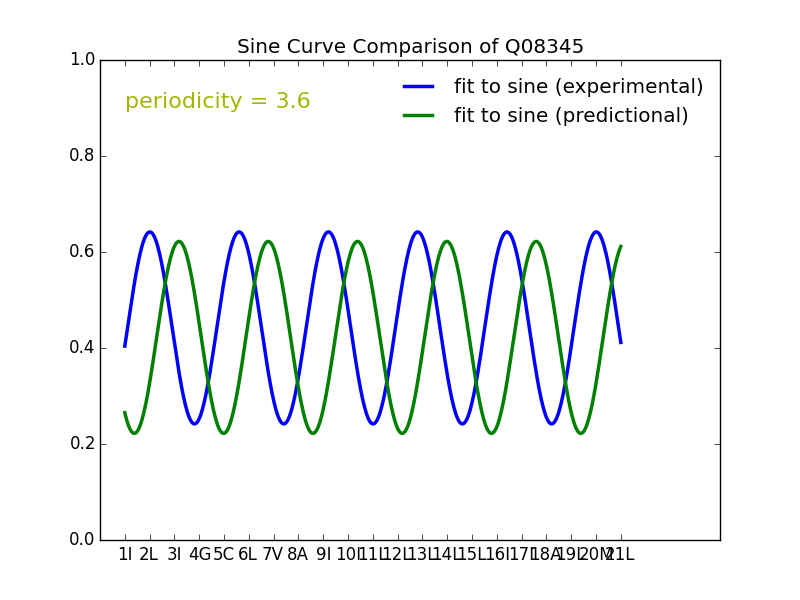 Sine Curve Comparison of Q08345
periodicity = 3.6
fit to sine (experimental)
fit to sine (predictional)
1.0
0.8
0.6
0.4
0.2
0.0
1I 2L 3I 4G 5C 6L 7V 8A 9I 10I 11L 12L 13L 14L 15L 16I 17I 18A 19L 20M 21L